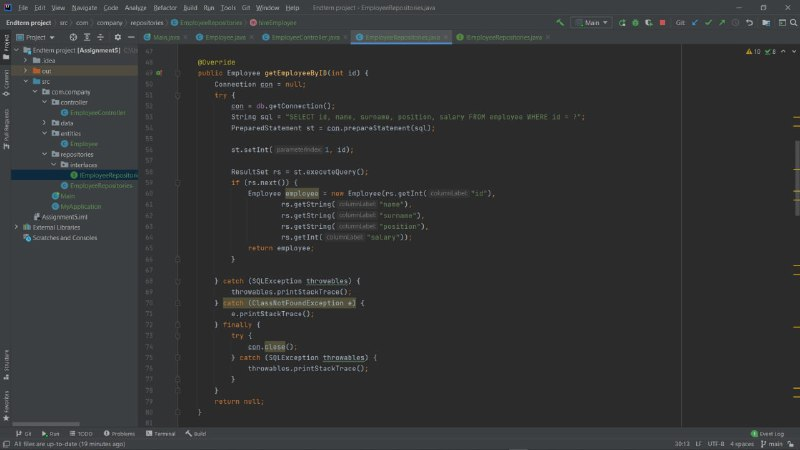 File Edit View Navigate Code Analyze Refactor Build Run Tools Git Window Help Endterm project - EmployeeRepositories.java
Endterm project src com company repositories EmployeeRepositories hireEmployee Main Git:
Project Main.java Employee.java EmployeeController.java EmployeeRepositories.java IEmployeeRepositories.java
Endterm project [Assignment5]
.idea
out
src
com.company
controller
EmployeeController
data
entities
Employee
repositories
interfaces
IEmployeeRepositories
EmployeeRepositories
Main
MyApplication
Assignment5.iml
External Libraries
Scratches and Consoles
Project
Commit
Pull Requests
Structure
Favorites
10 8
47
48 @Override
49 public Employee getEmployeeByID(int id) {
50 Connection con = null;
51 try {
52 con = db.getConnection();
53 String sql = "SELECT id, name, surname, position, salary FROM employee WHERE id = ?";
54 PreparedStatement st = con.prepareStatement(sql);
55
56 st.setInt( parameterIndex: 1, id);
57
58 ResultSet rs = st.executeQuery();
59 if (rs.next()) {
60 Employee employee = new Employee(rs.getInt( columnLabel: "id"),
61 rs.getString( columnLabel: "name"),
62 rs.getString( columnLabel: "surname"),
63 rs.getString( columnLabel: "position"),
64 rs.getInt( columnLabel: "salary"));
65 return employee;
66 }
67
68 } catch (SQLException throwables) {
69 throwables.printStackTrace();
70 } catch (ClassNotFoundException e) {
71 e.printStackTrace();
72 } finally {
73 try {
74 con.close();
75 } catch (SQLException throwables) {
76 throwables.printStackTrace();
77 }
78 }
79 return null;
80 }
81
Git Run TODO Problems Terminal Build Event Log
All files are up-to-date (19 minutes ago) 30:13 LF UTF-8 4 spaces main